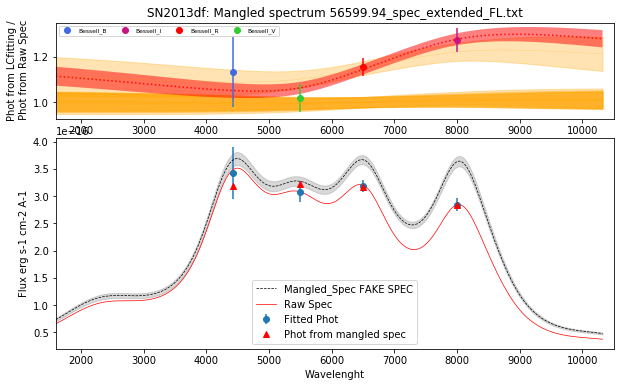 SN2013df: Mangled spectrum 56599.94_spec_extended_FL.txt
Phot from LCfitting /
Phot from Raw Spec
Bessell_B Bessell_I Bessell_R Bessell_V
1.2
1.0
2000 3000 4000 5000 6000 7000 8000 9000 10000
1e−16
Flux erg s-1 cm-2 A-1
4.0
3.5
3.0
2.5
2.0
1.5
1.0
0.5
Mangled_Spec FAKE SPEC
Raw Spec
Fitted Phot
Phot from mangled spec
2000 3000 4000 5000 6000 7000 8000 9000 10000
Wavelenght